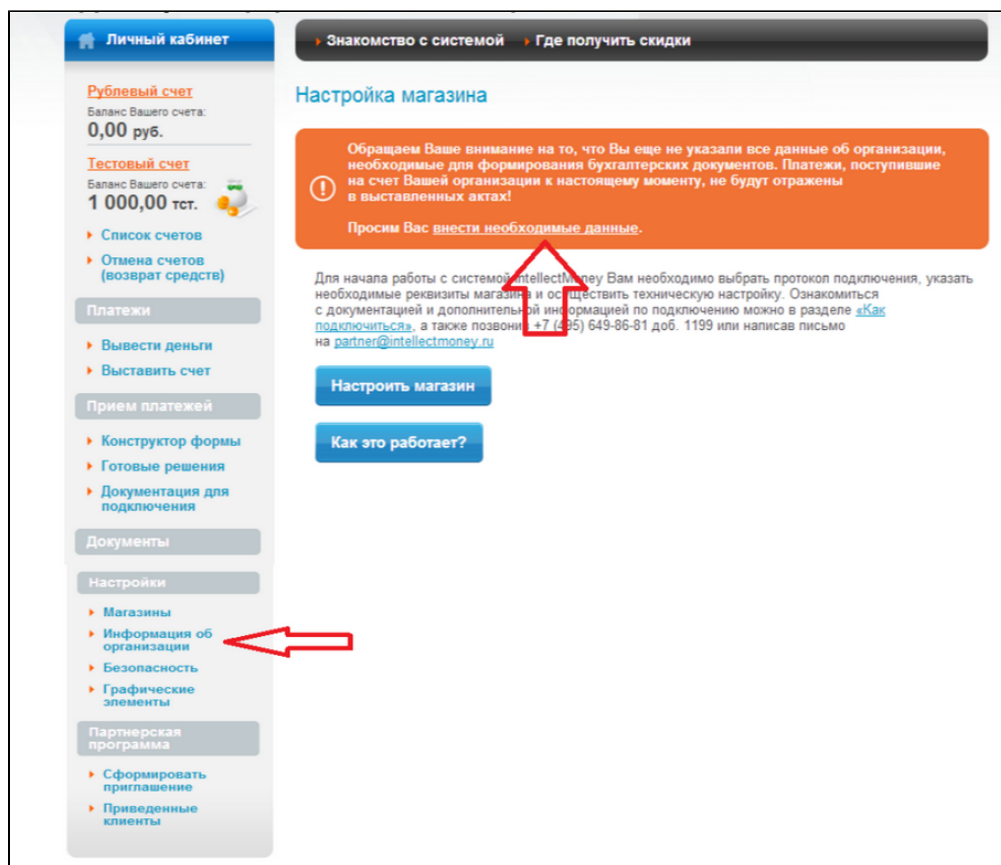 Личный кабинет
Знакомство с системой
Где получить скидки
Рублевый счет
Баланс Вашего счета:
0,00 руб.
Тестовый счет
Баланс Вашего счета:
1 000,00 тст.
Список счетов
Отмена счетов
(возврат средств)
Платежи
Вывести деньги
Выставить счет
Прием платежей
Конструктор формы
Готовые решения
Документация для
подключения
Документы
Настройки
Магазины
Информация об
организации
Безопасность
Графические
элементы
Партнерская
программа
Сформировать
приглашение
Приведенные
клиенты
Настройка магазина
Обращаем Ваше внимание на то, что Вы еще не указали все данные об организации,
необходимые для формирования бухгалтерских документов. Платежи, поступившие
на счет Вашей организации к настоящему моменту, не будут отражены
в выставленных актах!
Просим Вас внести необходимые данные.
Для начала работы с системой IntellectMoney Вам необходимо выбрать протокол подключения, указать
необходимые реквизиты магазина и осуществить техническую настройку. Ознакомиться
с документацией и дополнительной информацией по подключению можно в разделе «Как
подключиться», а также позвонив +7 (495) 649-86-81 доб. 1199 или написав письмо
на partner@intellectmoney.ru
Настроить магазин
Как это работает?